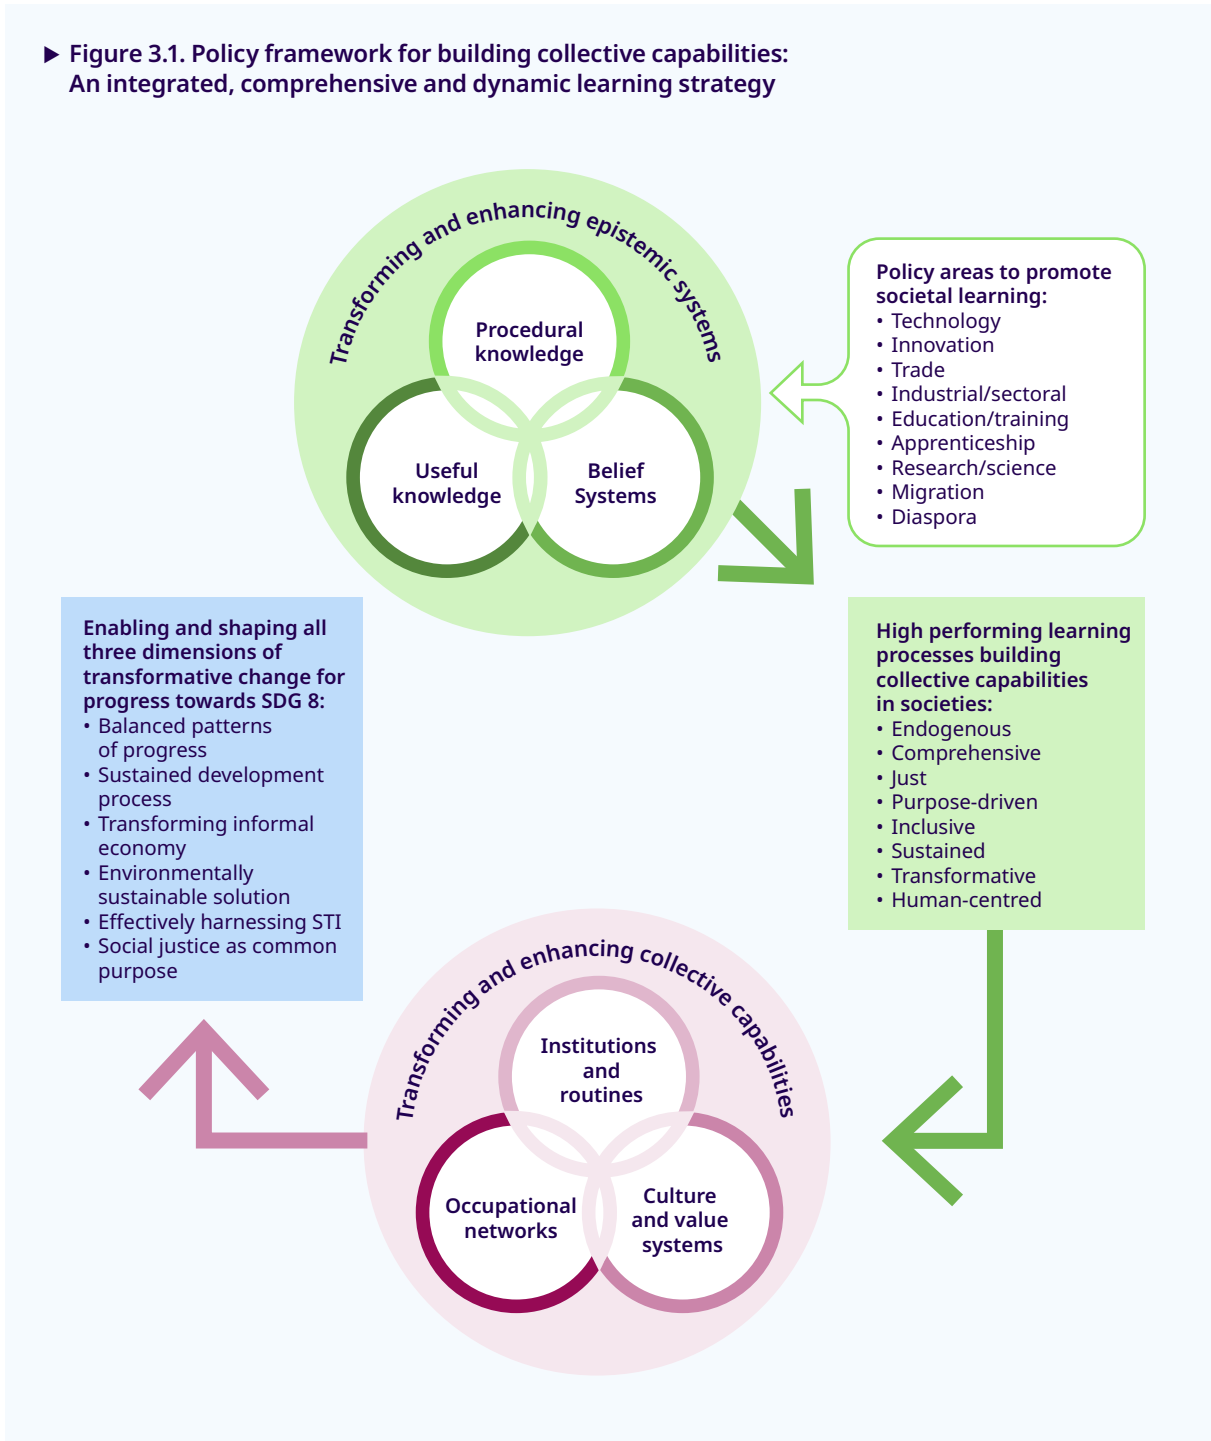 ▶ Figure 3.1. Policy framework for building collective capabilities:
An integrated, comprehensive and dynamic learning strategy
Transforming and enhancing epistemic systems
Procedural
knowledge
Useful
knowledge
Belief
Systems
Policy areas to promote
societal learning:
• Technology
• Innovation
• Trade
• Industrial/sectoral
• Education/training
• Apprenticeship
• Research/science
• Migration
• Diaspora
High performing learning
processes building
collective capabilities
in societies:
• Endogenous
• Comprehensive
• Just
• Purpose-driven
• Inclusive
• Sustained
• Transformative
• Human-centred
Transforming and enhancing collective capabilities
Institutions
and
routines
Occupational
networks
Culture
and value
systems
Enabling and shaping all
three dimensions of
transformative change for
progress towards SDG 8:
• Balanced patterns
of progress
• Sustained development
process
• Transforming informal
economy
• Environmentally
sustainable solution
• Effectively harnessing STI
• Social justice as common
purpose